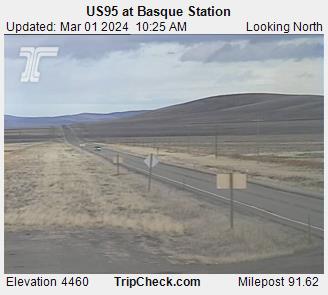 US95 at Basque Station
Updated: Mar 01 2024 10:25 AM Looking North
Elevation 4460 TripCheck.com Milepost 91.62